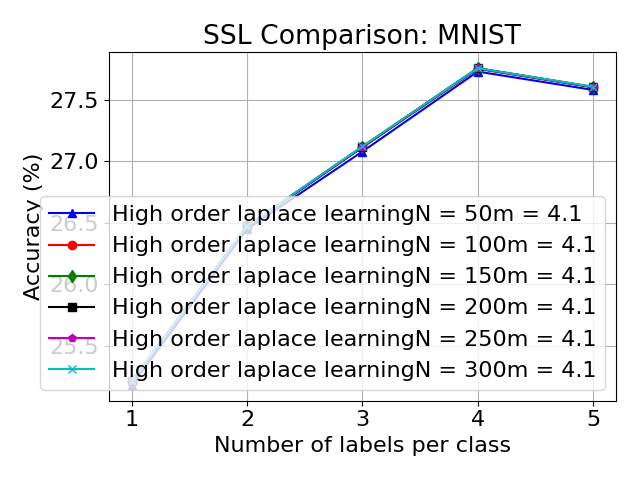 SSL Comparison: MNIST
Accuracy (%)
27.5
27.0
26.5
26.0
25.5
High order laplace learningN = 50m = 4.1
High order laplace learningN = 100m = 4.1
High order laplace learningN = 150m = 4.1
High order laplace learningN = 200m = 4.1
High order laplace learningN = 250m = 4.1
High order laplace learningN = 300m = 4.1
1 2 3 4 5
Number of labels per class